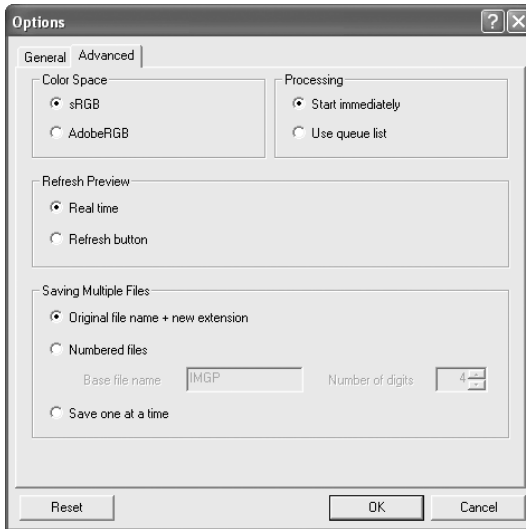 Options
General Advanced
Color Space
sRGB
AdobeRGB
Processing
Start immediately
Use queue list
Refresh Preview
Real time
Refresh button
Saving Multiple Files
Original file name + new extension
Numbered files
Base file name IMGP Number of digits 4
Save one at a time
Reset OK Cancel